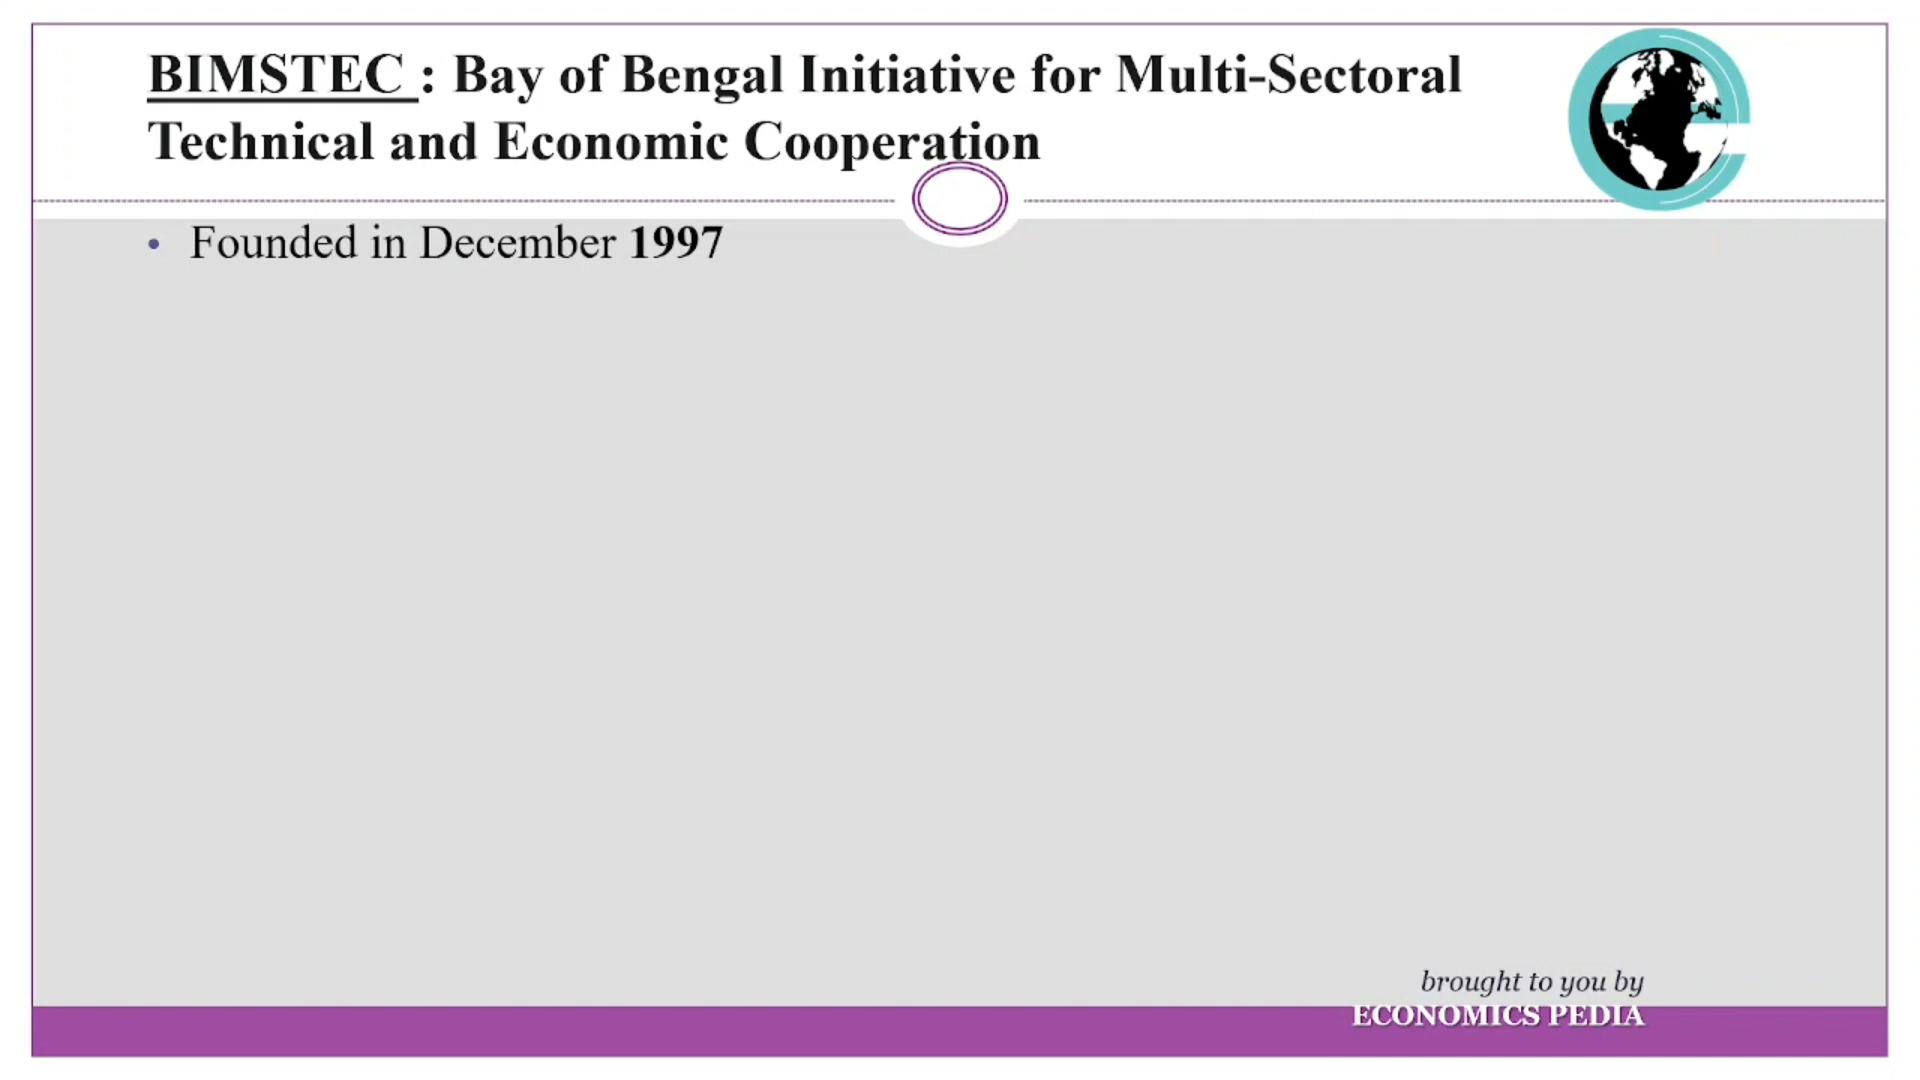 BIMSTEC : Bay of Bengal Initiative for Multi-Sectoral
Technical and Economic Cooperation
• Founded in December 1997
brought to you by
ECONOMICS PEDIA